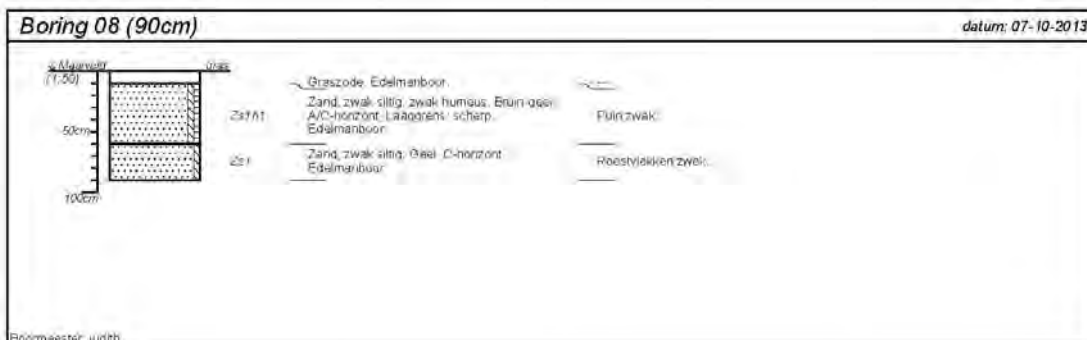 Boring 08 (90cm)
datum: 07-10-2013
Maaiveld
Gras
(1:50)
Graszode. Edelmanboor.
Zand, zwak siltig, zwak humeus. Bruin-geel.
Zs1h1
A/C-horizont. Laaggrens: scherp.
Puin zwak.
50cm
Edelmanboor.
Zs1
Zand, zwak siltig. Geel. C-horizont.
Roestvlekken zwak.
Edelmanboor.
100cm
Boormeester: judith